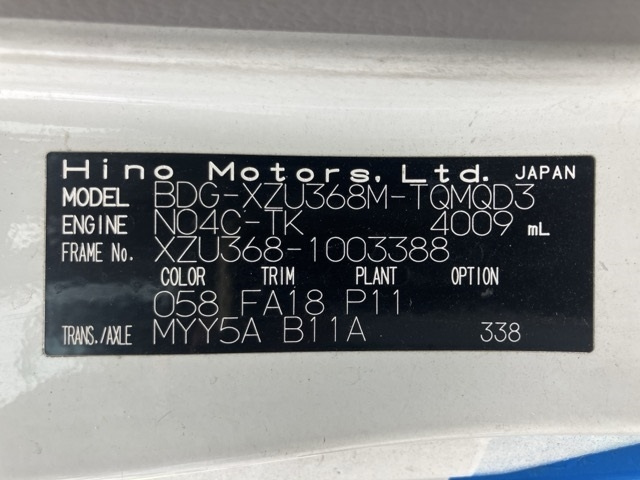 Hino Motors, Ltd. JAPAN
MODEL BDG-XZU368M-TQMQD3
ENGINE N04C-TK 4009 mL
FRAME No. XZU368-1003388
COLOR TRIM PLANT OPTION
058 FA18 P11
TRANS./AXLE MYY5A B11A 338